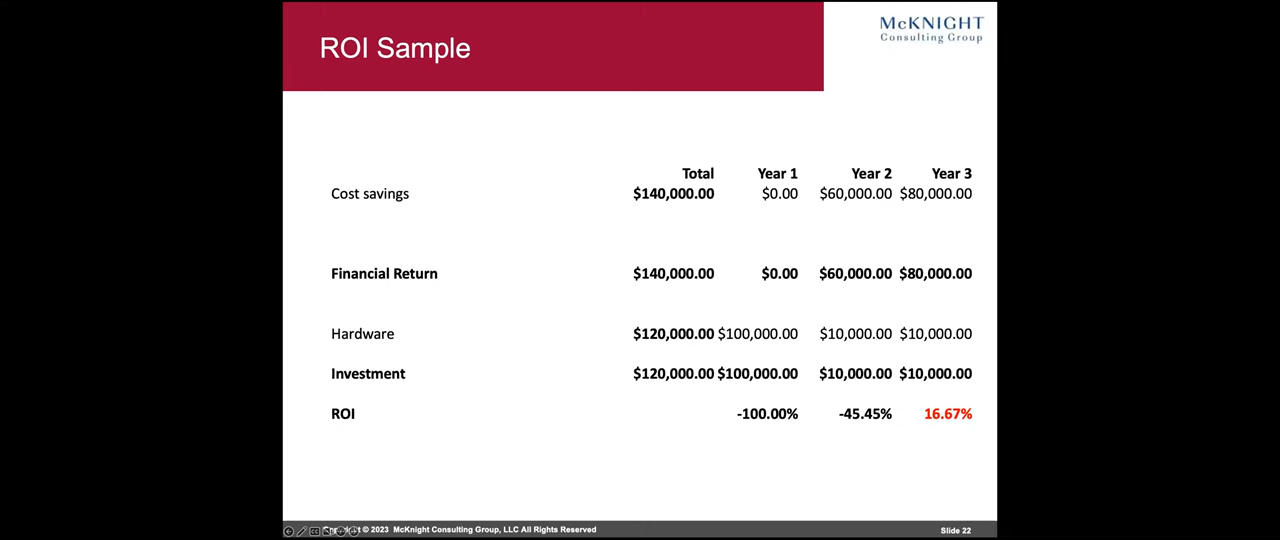 ROI Sample
McKNIGHT
Consulting Group
Total Year 1 Year 2 Year 3
Cost savings $140,000.00 $0.00 $60,000.00 $80,000.00
Financial Return $140,000.00 $0.00 $60,000.00 $80,000.00
Hardware $120,000.00 $100,000.00 $10,000.00 $10,000.00
Investment $120,000.00 $100,000.00 $10,000.00 $10,000.00
ROI -100.00% -45.45% 16.67%
Copyright © 2023 McKnight Consulting Group, LLC All Rights Reserved
Slide 22